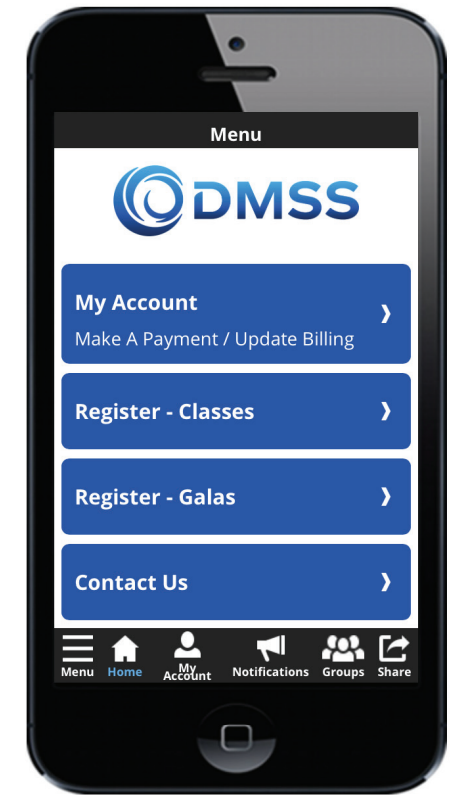 Menu
DMSS
My Account
Make A Payment / Update Billing
Register - Classes
Register - Galas
Contact Us
Menu Home My Account Notifications Groups Share